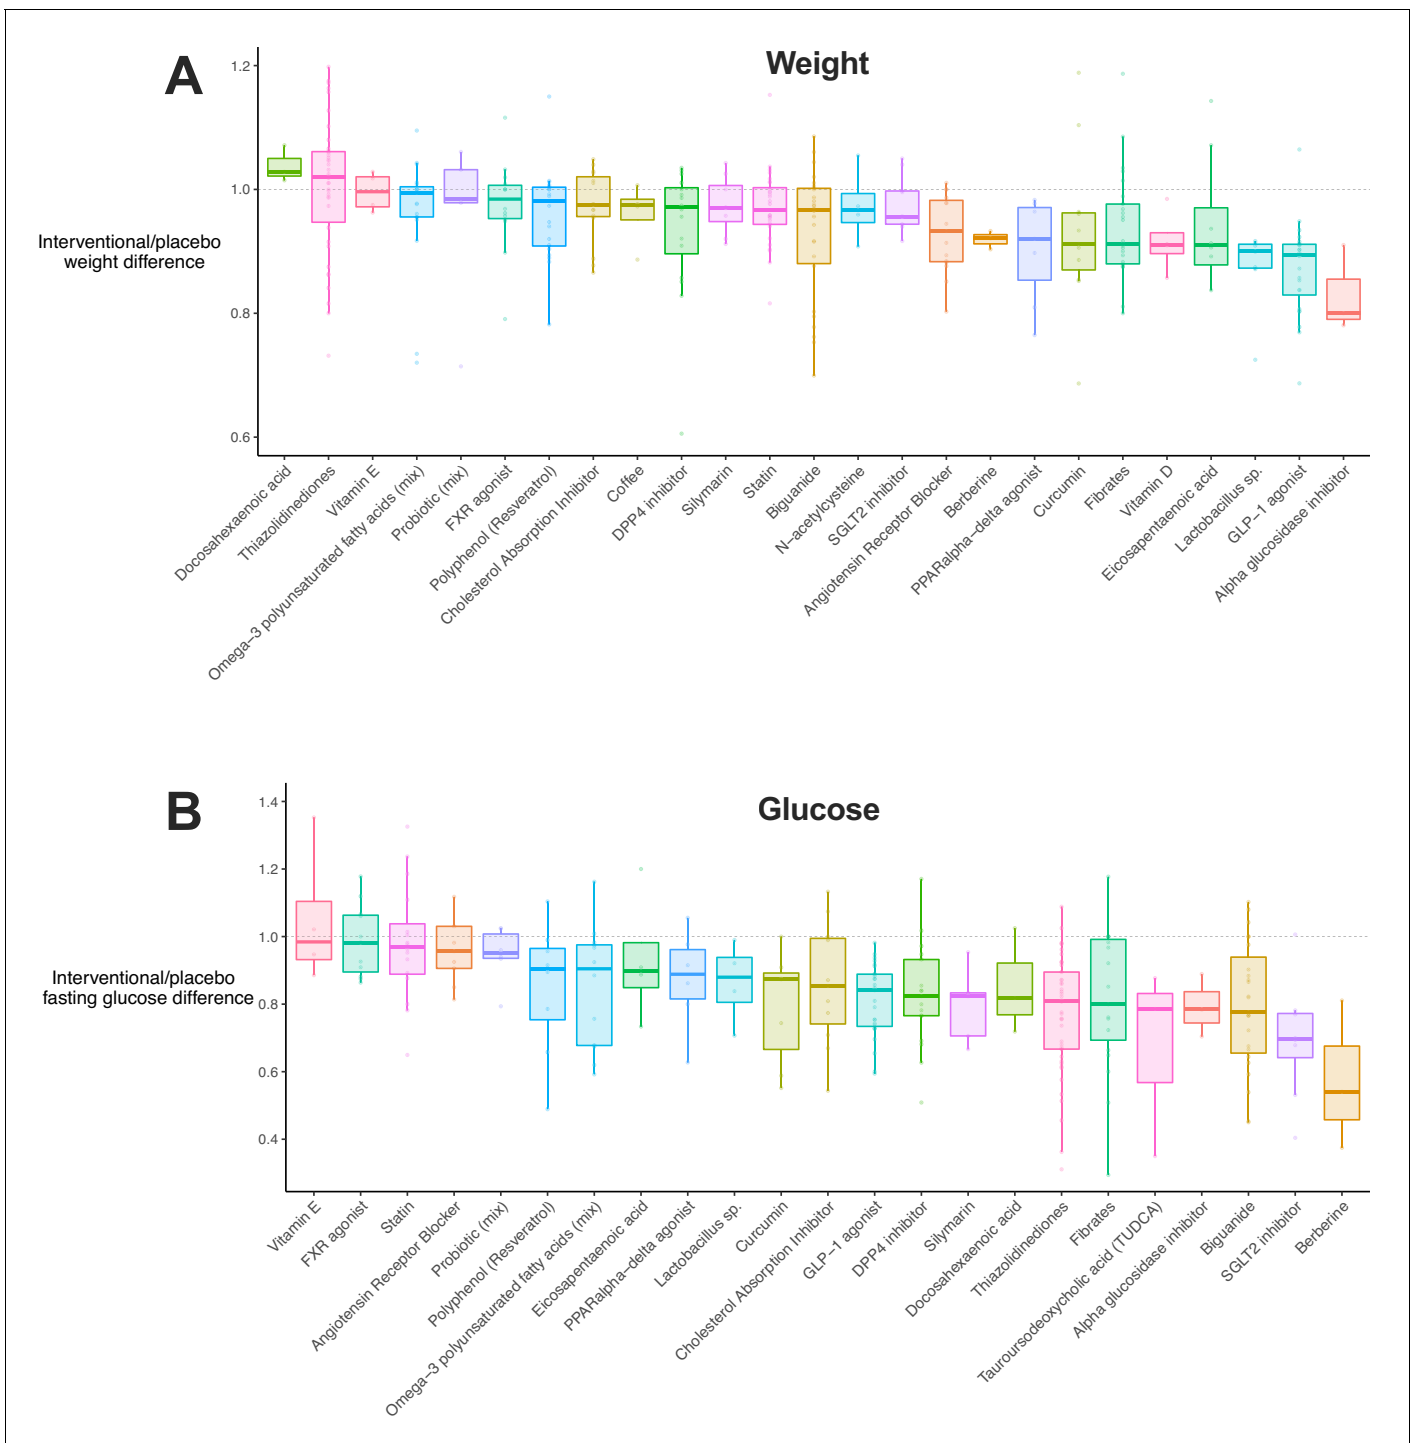 A
Weight
1.2
1.0
0.8
0.6
Interventional/placebo
weight difference
Docosahexaenoic acid
Thiazolidinediones
Vitamin E
Omega−3 polyunsaturated fatty acids (mix)
Probiotic (mix)
FXR agonist
Polyphenol (Resveratrol)
Cholesterol Absorption Inhibitor
Coffee
DPP4 inhibitor
Silymarin
Statin
Biguanide
N−acetylcysteine
SGLT2 inhibitor
Angiotensin Receptor Blocker
Berberine
PPARalpha−delta agonist
Curcumin
Fibrates
Vitamin D
Eicosapentaenoic acid
Lactobacillus sp.
GLP−1 agonist
Alpha glucosidase inhibitor
B
Glucose
1.4
1.2
1.0
0.8
0.6
0.4
Interventional/placebo
fasting glucose difference
Vitamin E
FXR agonist
Statin
Angiotensin Receptor Blocker
Probiotic (mix)
Polyphenol (Resveratrol)
Omega−3 polyunsaturated fatty acids (mix)
Eicosapentaenoic acid
PPARalpha−delta agonist
Lactobacillus sp.
Curcumin
Cholesterol Absorption Inhibitor
GLP−1 agonist
DPP4 inhibitor
Silymarin
Docosahexaenoic acid
Thiazolidinediones
Fibrates
Tauroursodeoxycholic acid (TUDCA)
Alpha glucosidase inhibitor
Biguanide
SGLT2 inhibitor
Berberine